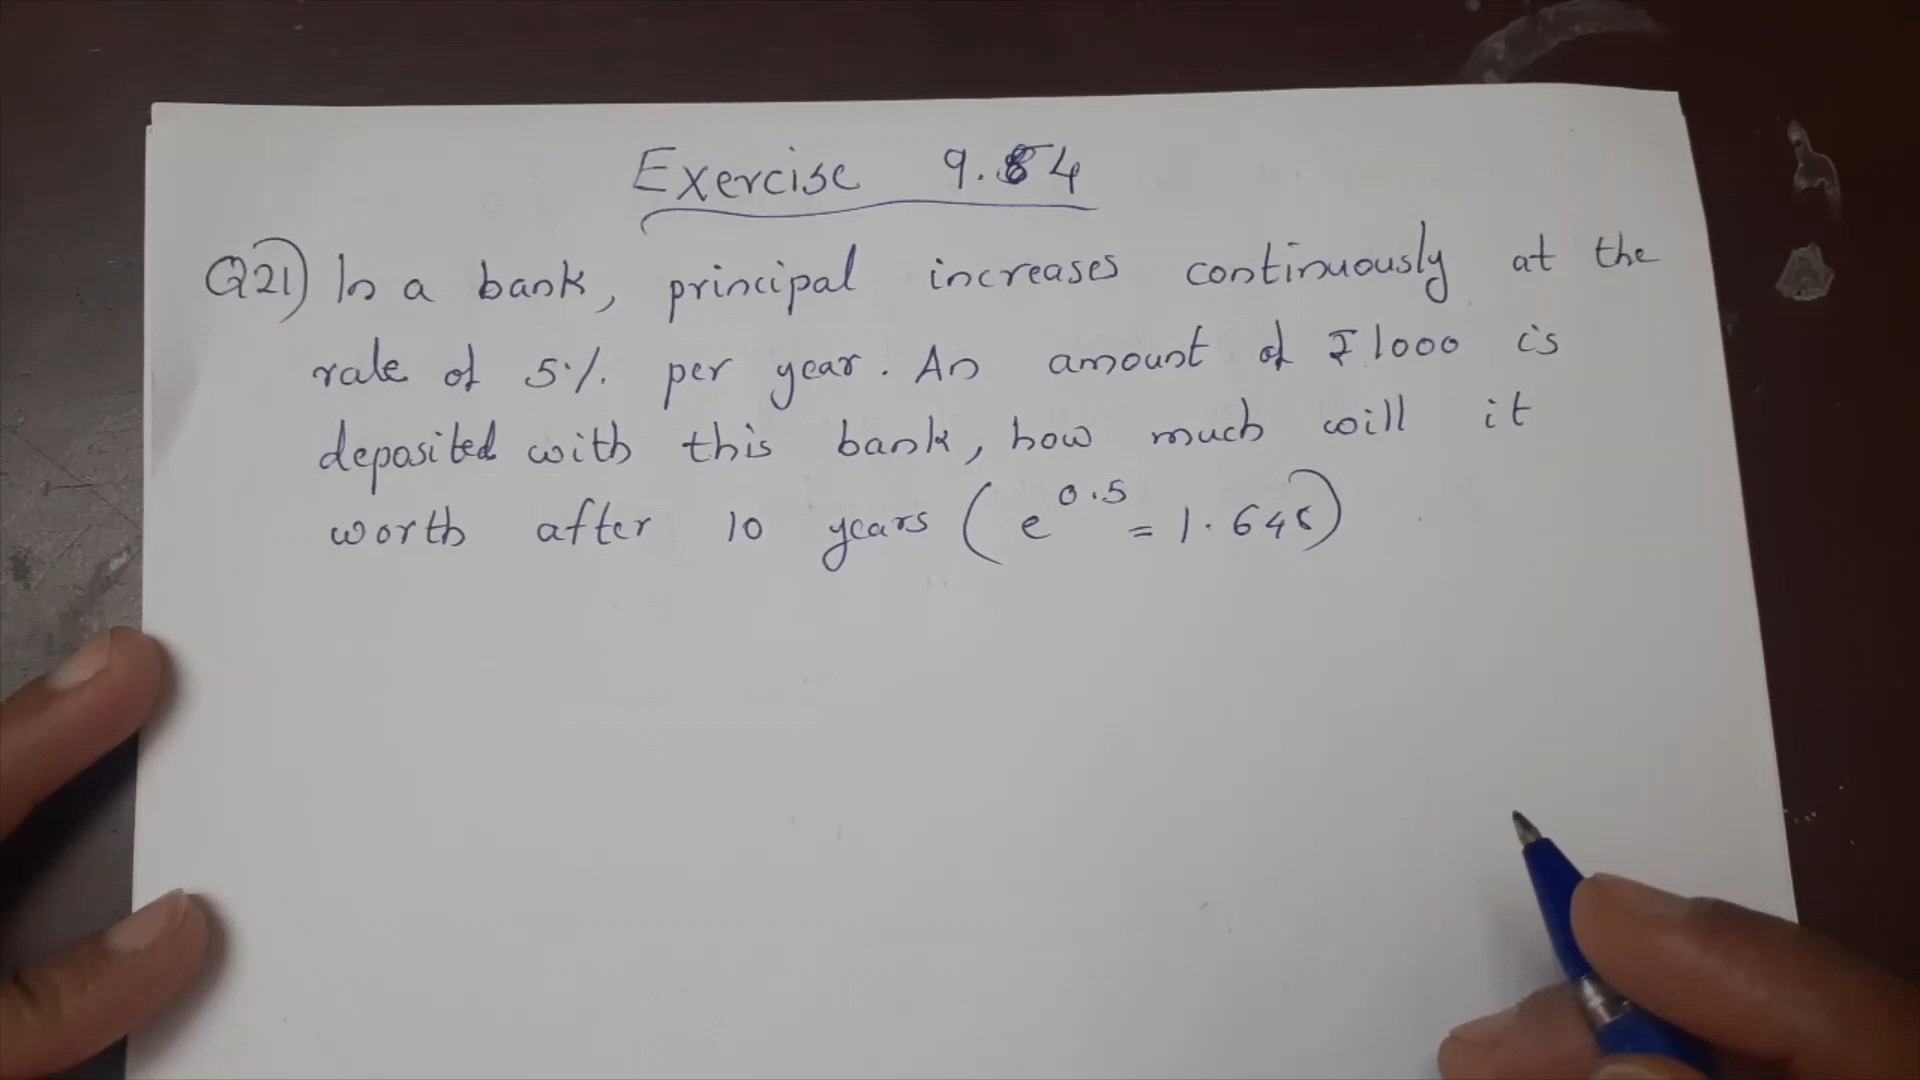 Exercise 9.4
Q21) In a bank, principal increases continuously at the
rate of 5% per year. An amount of ₹1000 is
deposited with this bank, how much will it
worth after 10 years (e^0.5 = 1.648)